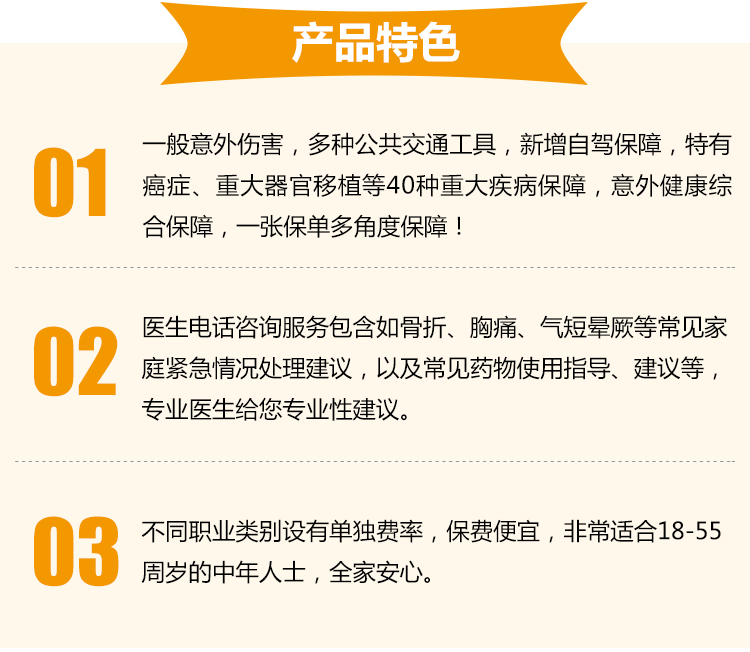 产品特色
01
一般意外伤害，多种公共交通工具，新增自驾保障，特有
癌症、重大器官移植等40种重大疾病保障，意外健康综
合保障，一张保单多角度保障！
02
医生电话咨询服务包含如骨折、胸痛、气短晕厥等常见家
庭紧急情况处理建议，以及常见药物使用指导、建议等，
专业医生给您专业性建议。
03
不同职业类别设有单独费率，保费便宜，非常适合18-55
周岁的中年人士，全家安心。